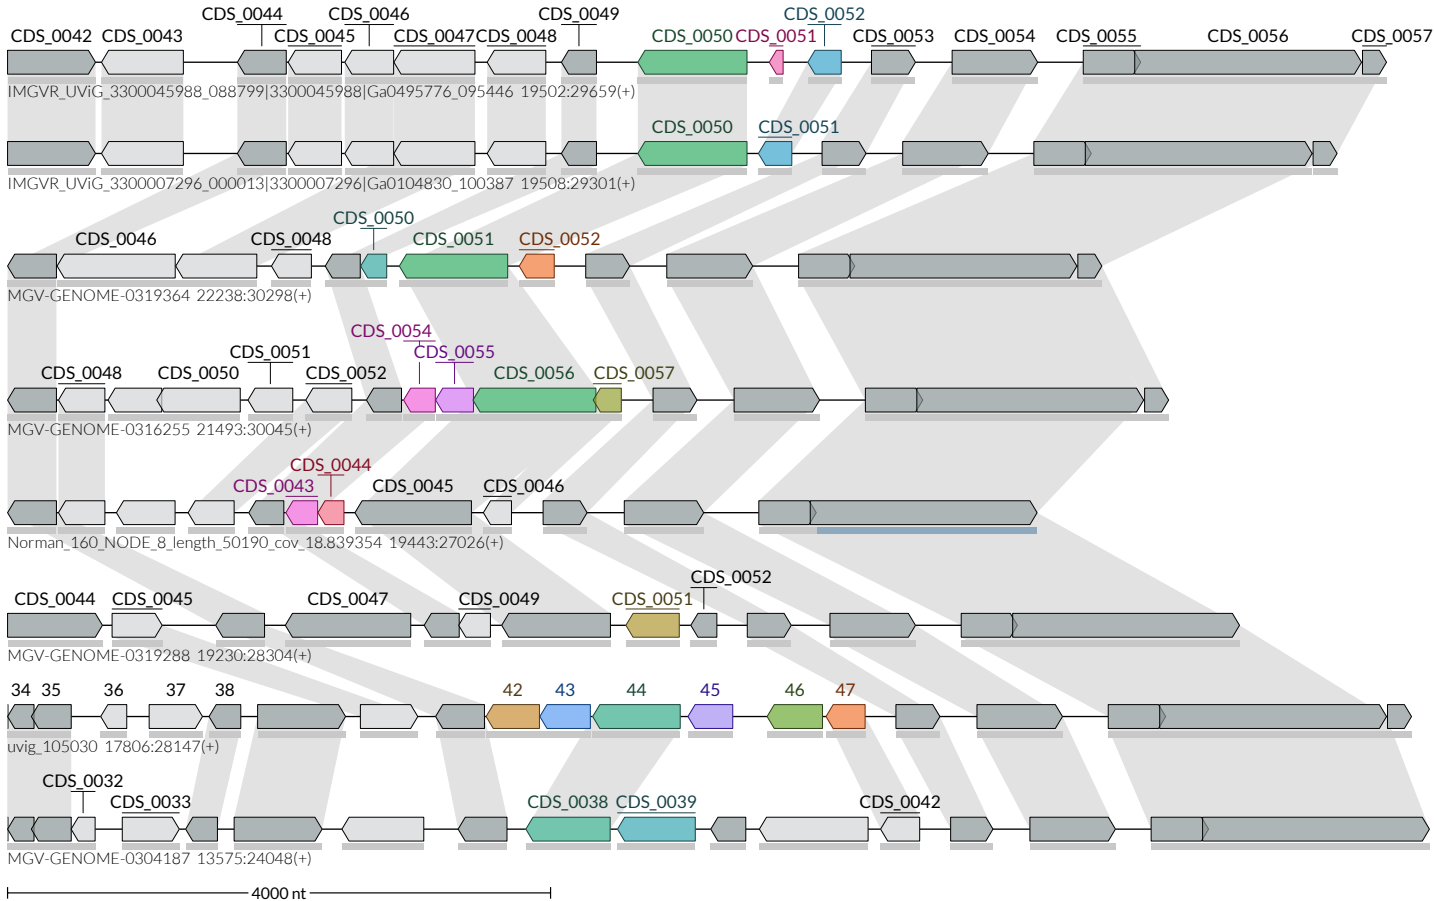 CDS_0044 CDS_0046 CDS_0049 CDS_0052
CDS_0042 CDS_0043 CDS_0045 CDS_0047 CDS_0048 CDS_0050 CDS_0051 CDS_0053 CDS_0054 CDS_0055 CDS_0056 CDS_0057
IMGVR_UViG_3300045988_088799|3300045988|Ga0495776_095446 19502:29659(+)
CDS_0050 CDS_0051
IMGVR_UViG_3300007296_000013|3300007296|Ga0104830_100387 19508:29301(+)
CDS_0050
CDS_0046 CDS_0048 CDS_0051 CDS_0052
MGV-GENOME-0319364 22238:30298(+)
CDS_0054
CDS_0051 CDS_0055
CDS_0048 CDS_0050 CDS_0052 CDS_0056 CDS_0057
MGV-GENOME-0316255 21493:30045(+)
CDS_0044
CDS_0043 CDS_0045 CDS_0046
Norman_160_NODE_8_length_50190_cov_18.839354 19443:27026(+)
CDS_0052
CDS_0044 CDS_0045 CDS_0047 CDS_0049 CDS_0051
MGV-GENOME-0319288 19230:28304(+)
34 35 36 37 38 42 43 44 45 46 47
uvig_105030 17806:28147(+)
CDS_0032
CDS_0033 CDS_0038 CDS_0039 CDS_0042
MGV-GENOME-0304187 13575:24048(+)
4000 nt